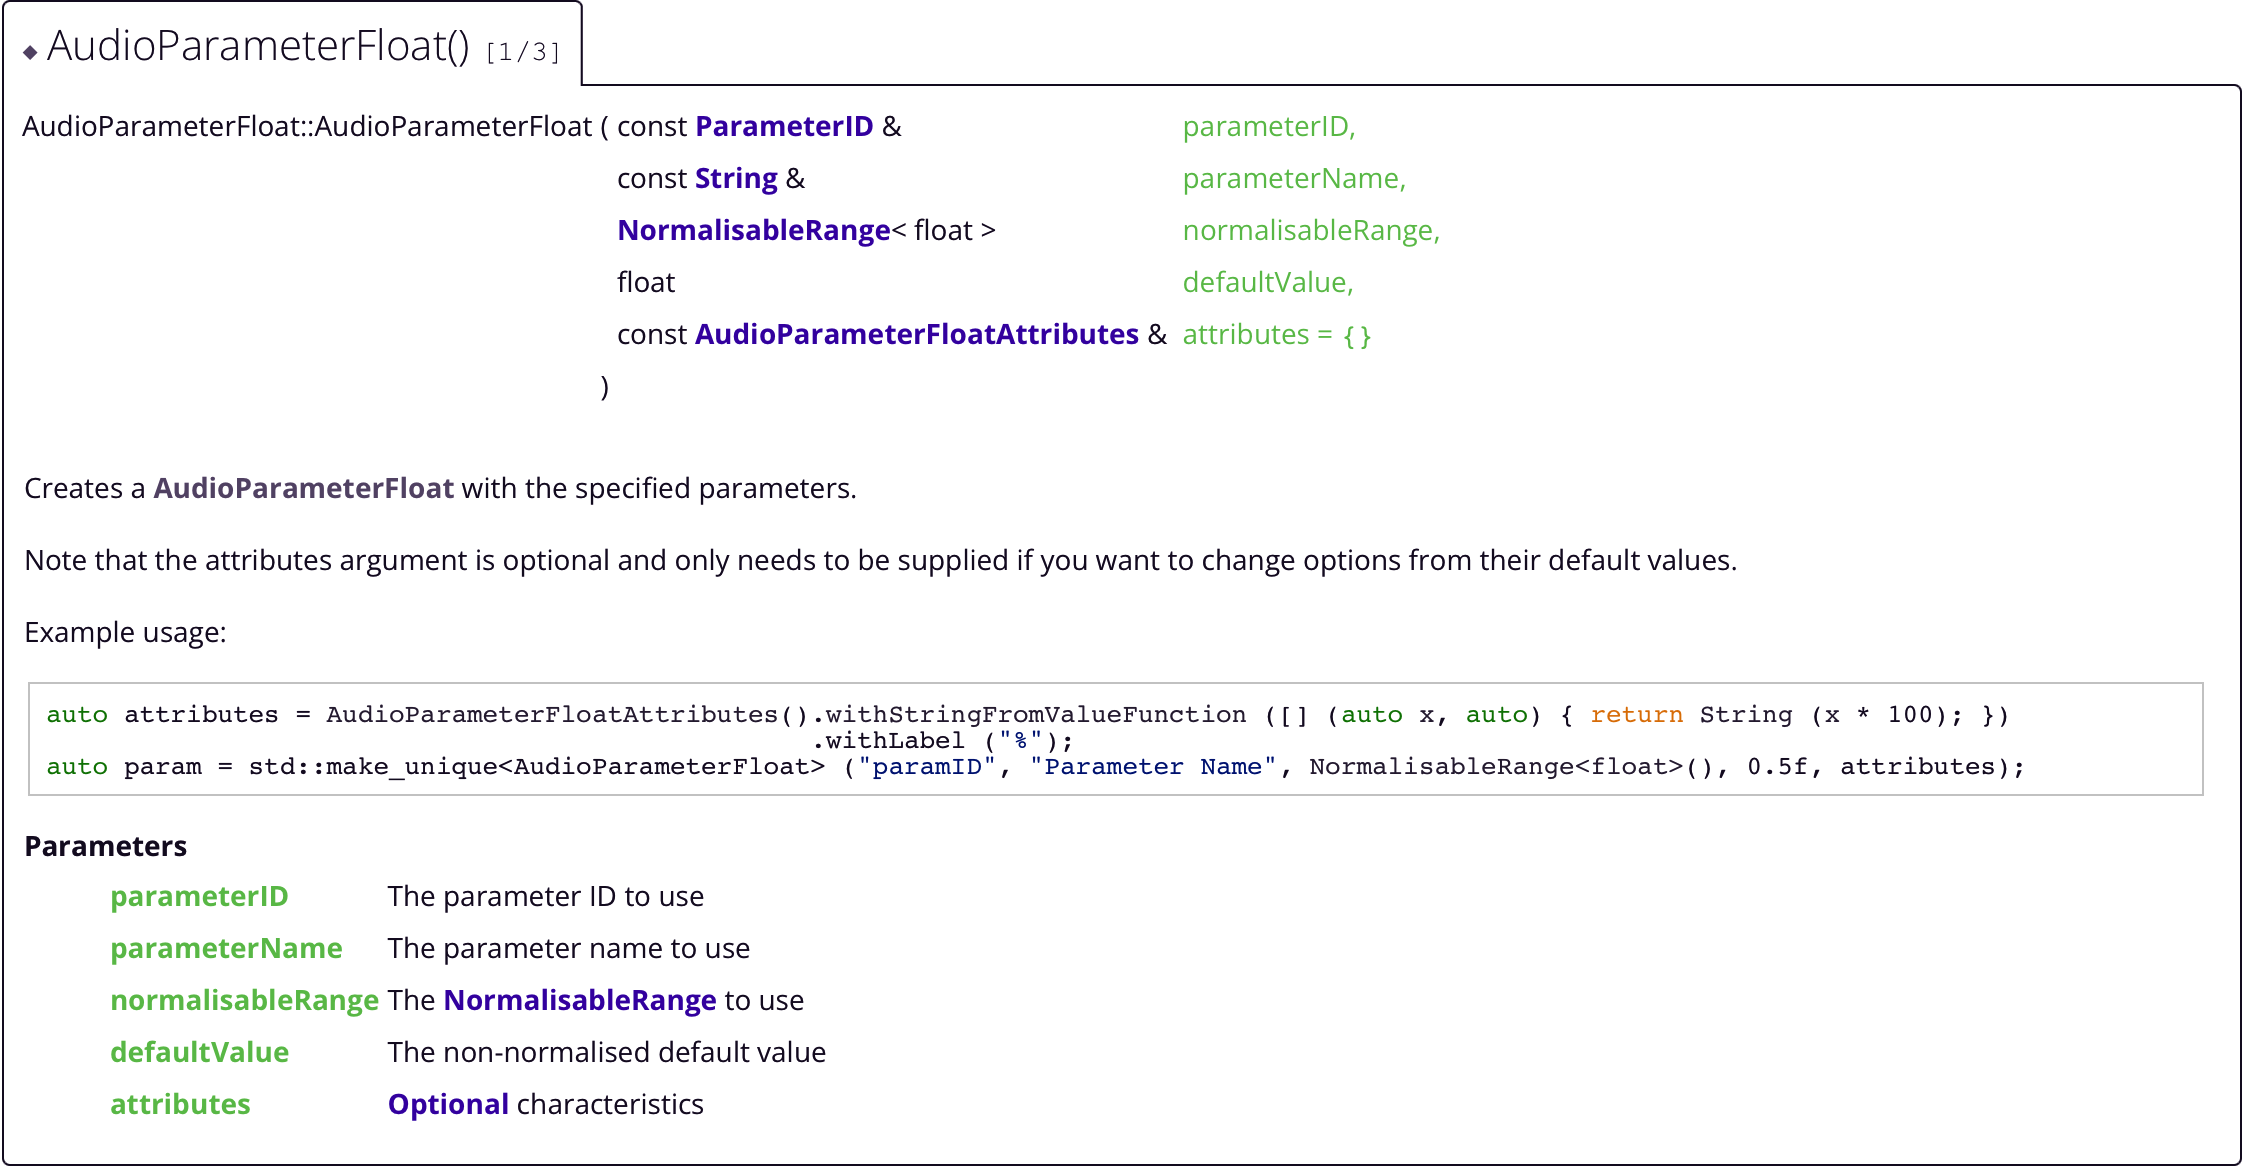 ◆ AudioParameterFloat() [1/3]
AudioParameterFloat::AudioParameterFloat ( const ParameterID & parameterID,
const String & parameterName,
NormalisableRange< float > normalisableRange,
float defaultValue,
const AudioParameterFloatAttributes & attributes = {}
)
Creates a AudioParameterFloat with the specified parameters.
Note that the attributes argument is optional and only needs to be supplied if you want to change options from their default values.
Example usage:
auto attributes = AudioParameterFloatAttributes().withStringFromValueFunction ([] (auto x, auto) { return String (x * 100); })
.withLabel ("%");
auto param = std::make_unique<AudioParameterFloat> ("paramID", "Parameter Name", NormalisableRange<float>(), 0.5f, attributes);
Parameters
parameterID The parameter ID to use
parameterName The parameter name to use
normalisableRange The NormalisableRange to use
defaultValue The non-normalised default value
attributes Optional characteristics